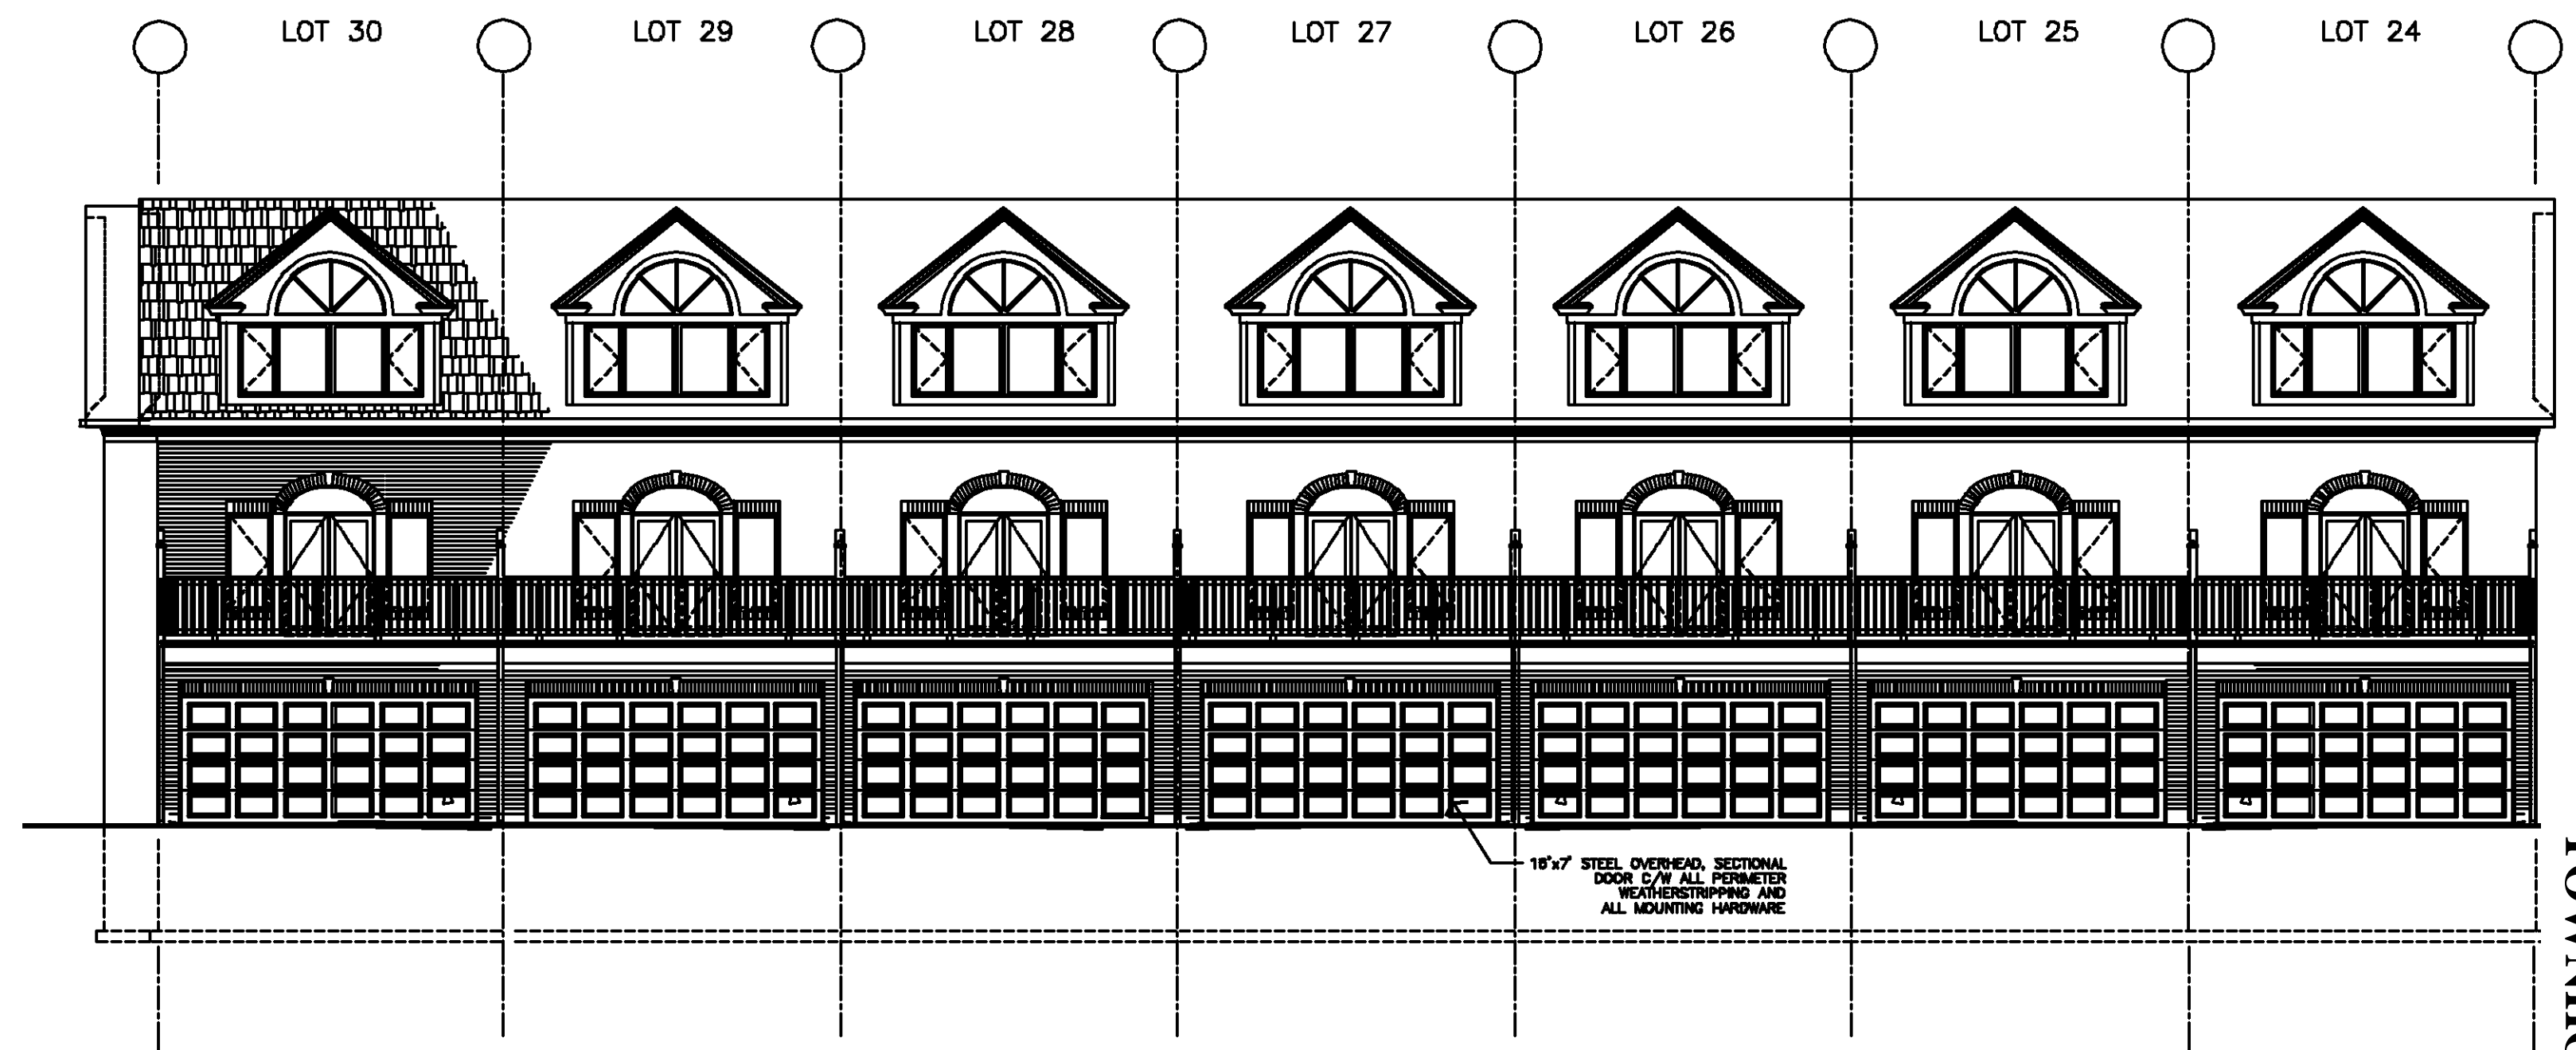 LOT 30
LOT 29
LOT 28
LOT 27
LOT 26
LOT 25
LOT 24
16'x7' STEEL OVERHEAD, SECTIONAL
DOOR C/W ALL PERIMETER
WEATHERSTRIPPING AND
ALL MOUNTING HARDWARE